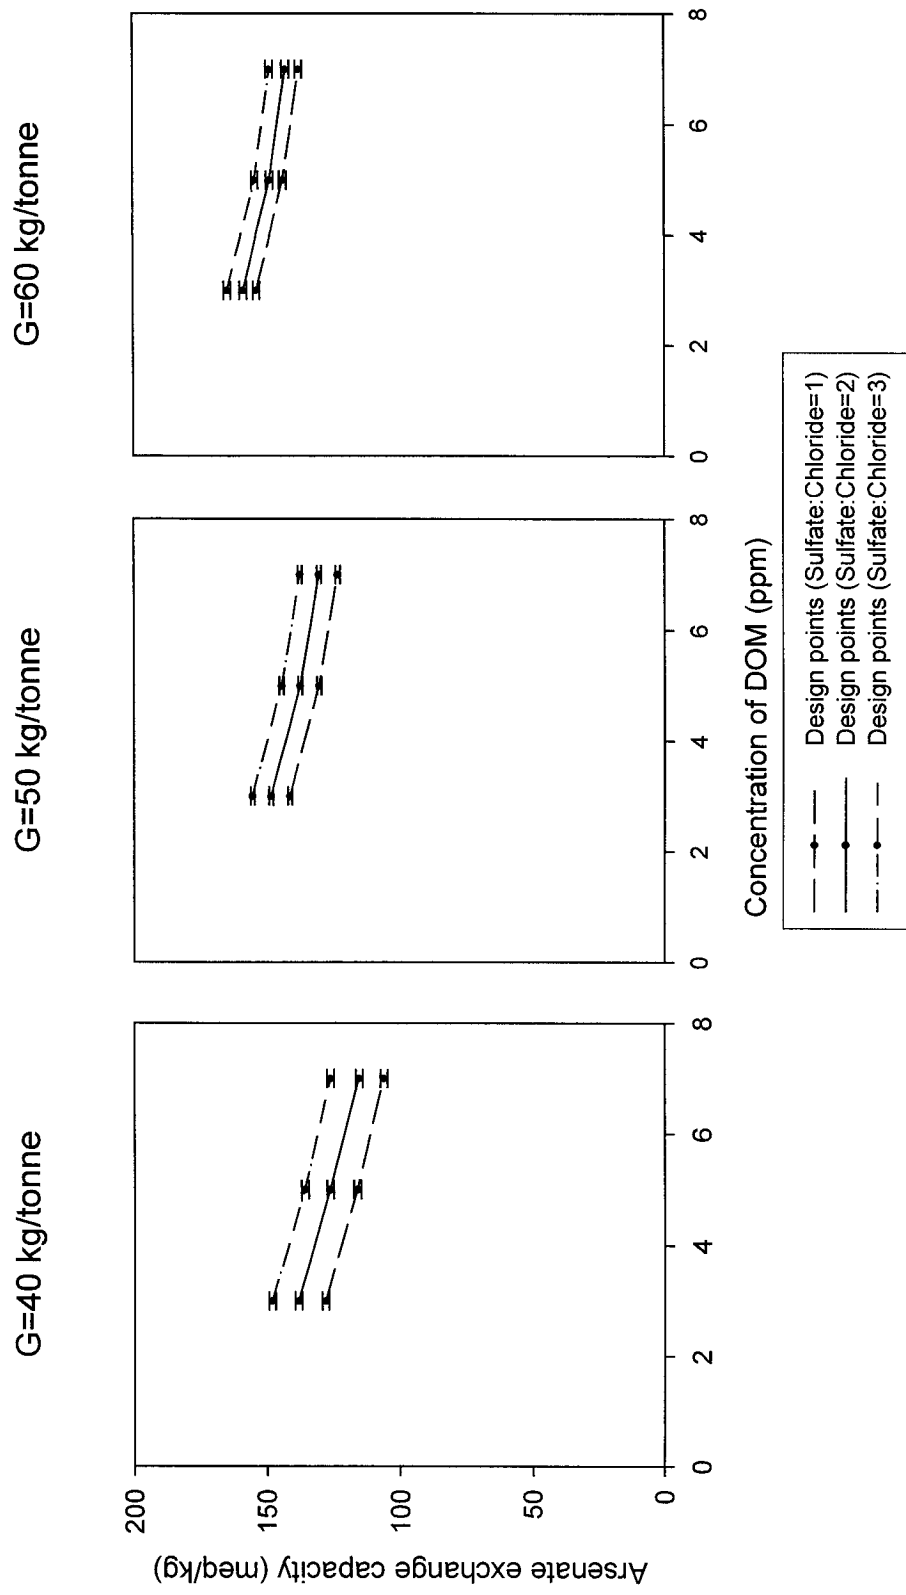 G=40 kg/tonne
G=50 kg/tonne
G=60 kg/tonne
Arsenate exchange capacity (meq/kg)
200
150
100
50
0
0 2 4 6 8
0 2 4 6 8
0 2 4 6 8
Concentration of DOM (ppm)
Design points (Sulfate:Chloride=1)
Design points (Sulfate:Chloride=2)
Design points (Sulfate:Chloride=3)